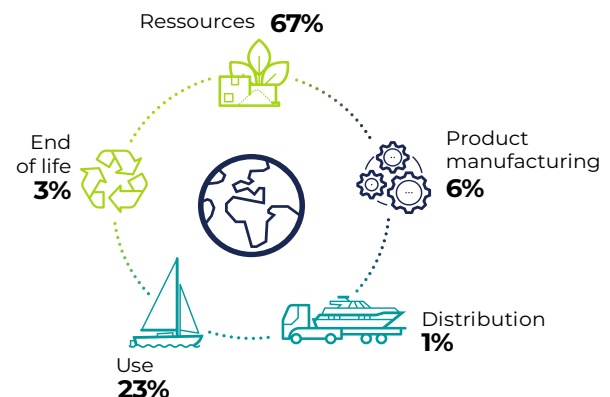 Ressources 67%
Product
manufacturing
6%
Distribution
1%
Use
23%
End
of life
3%